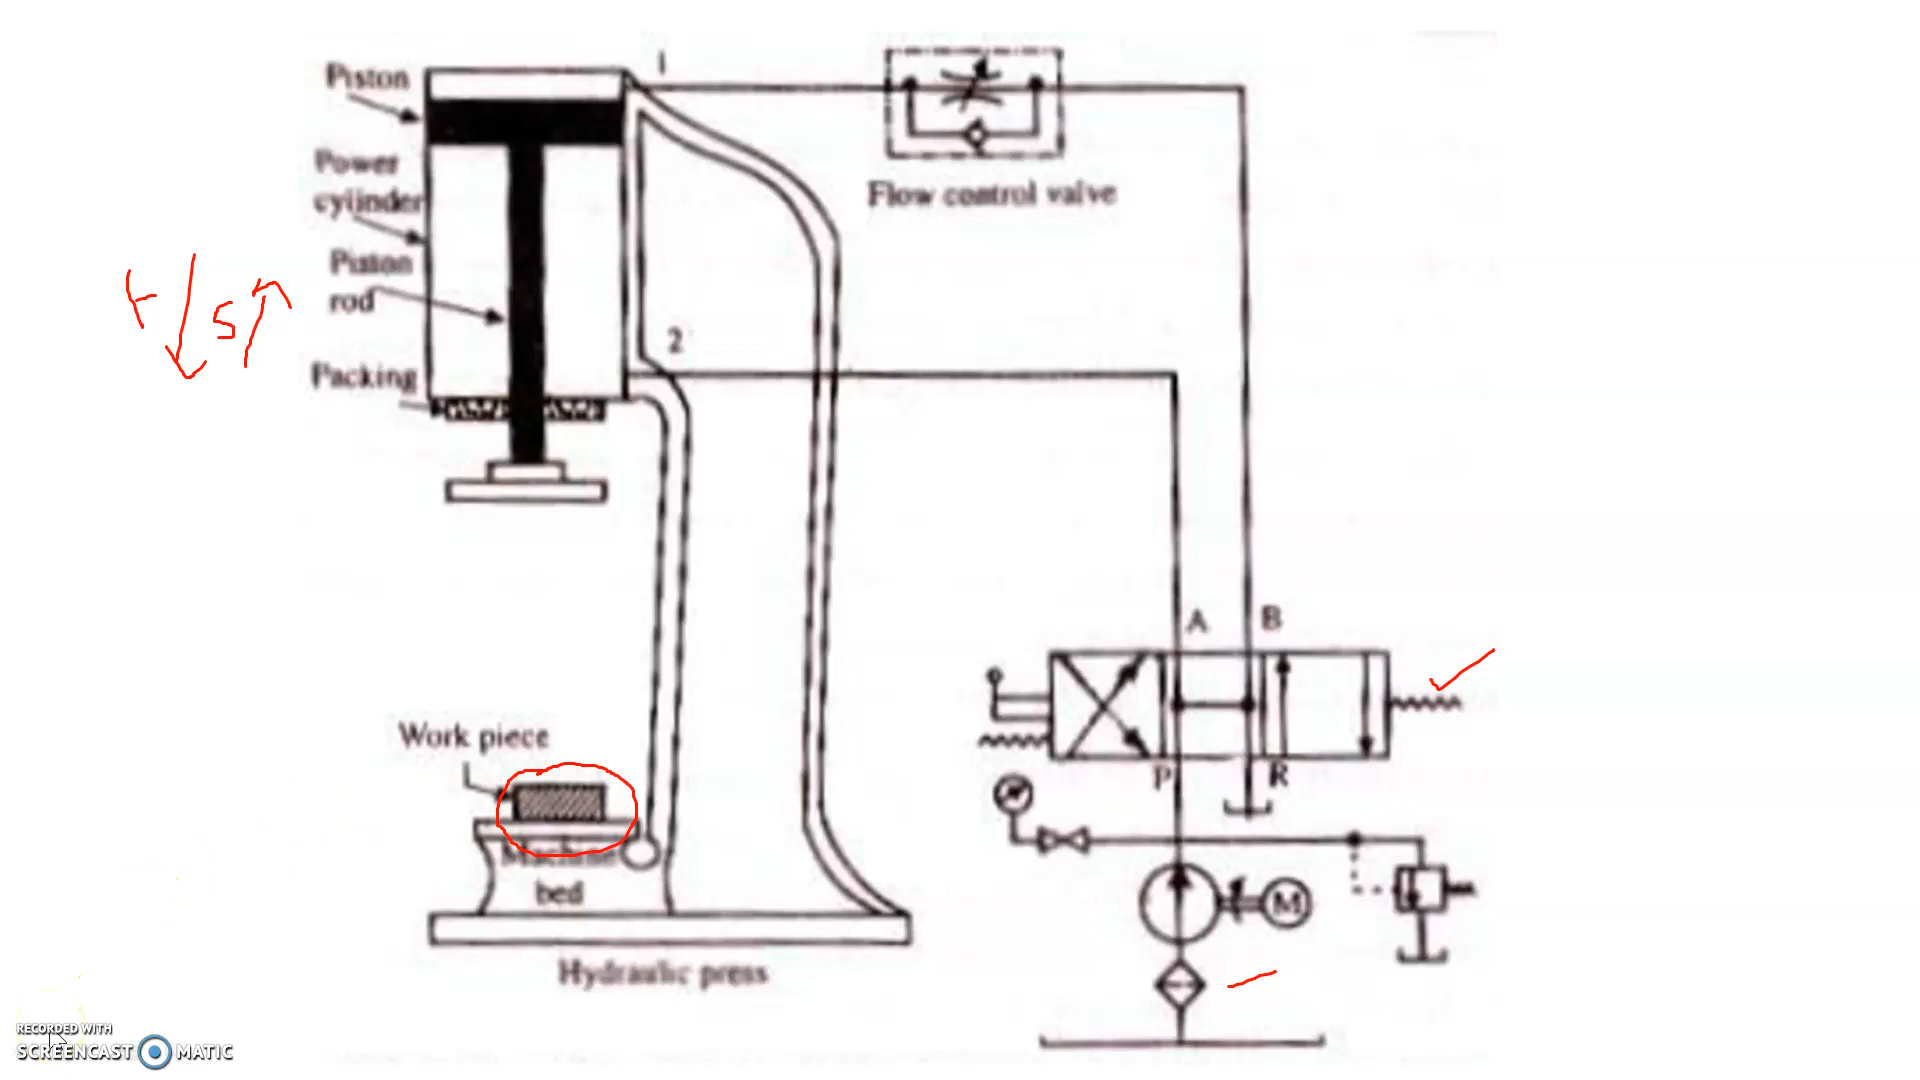 1
Piston
Power
cylinder
Flow control valve
Piston
rod
S
2
Packing
A B
Work piece
P R
Machine
bed
M
Hydraulic press
RECORDED WITH
SCREENCAST MATIC